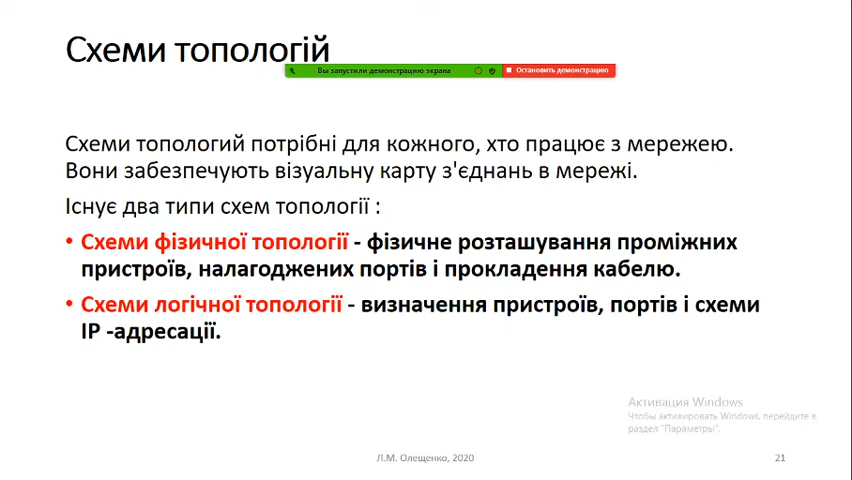 Схеми топологій
Вы запустили демонстрацию экрана
Остановить демонстрацию
Схеми топологий потрібні для кожного, хто працює з мережею.
Вони забезпечують візуальну карту з'єднань в мережі.
Існує два типи схем топології :
• Схеми фізичної топології - фізичне розташування проміжних
пристроїв, налагоджених портів і прокладення кабелю.
• Схеми логічної топології - визначення пристроїв, портів і схеми
IP -адресації.
Активация Windows
Чтобы активировать Windows, перейдите в
раздел "Параметры".
Л.М. Олещенко, 2020
21